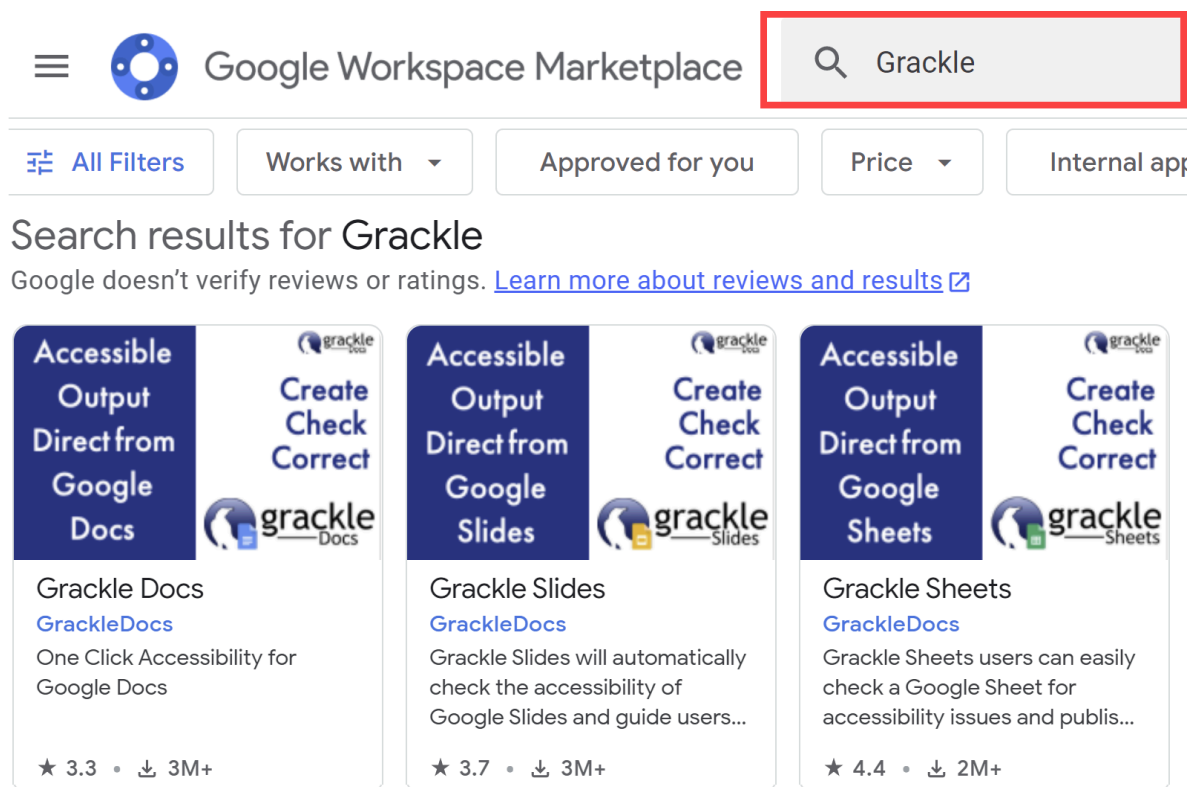 Google Workspace Marketplace
Grackle
All Filters
Works with
Approved for you
Price
Internal app
Search results for Grackle
Google doesn’t verify reviews or ratings. Learn more about reviews and results
Accessible
Output
Direct from
Google
Docs
grackle
Docs
Create
Check
Correct
grackle
Docs
Grackle Docs
GrackleDocs
One Click Accessibility for
Google Docs
3.3 • 3M+
Accessible
Output
Direct from
Google
Slides
grackle
Docs
Create
Check
Correct
grackle
Slides
Grackle Slides
GrackleDocs
Grackle Slides will automatically
check the accessibility of
Google Slides and guide users...
3.7 • 3M+
Accessible
Output
Direct from
Google
Sheets
grackle
Docs
Create
Check
Correct
grackle
Sheets
Grackle Sheets
GrackleDocs
Grackle Sheets users can easily
check a Google Sheet for
accessibility issues and publis...
4.4 • 2M+